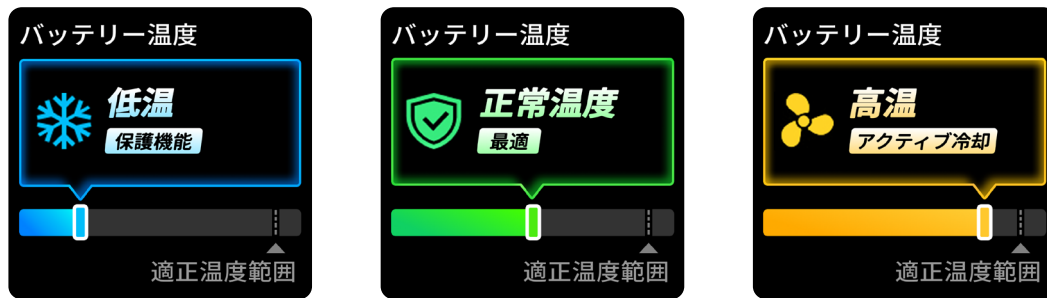 バッテリー温度
低温
保護機能
適正温度範囲
バッテリー温度
正常温度
最適
適正温度範囲
バッテリー温度
高温
アクティブ冷却
適正温度範囲